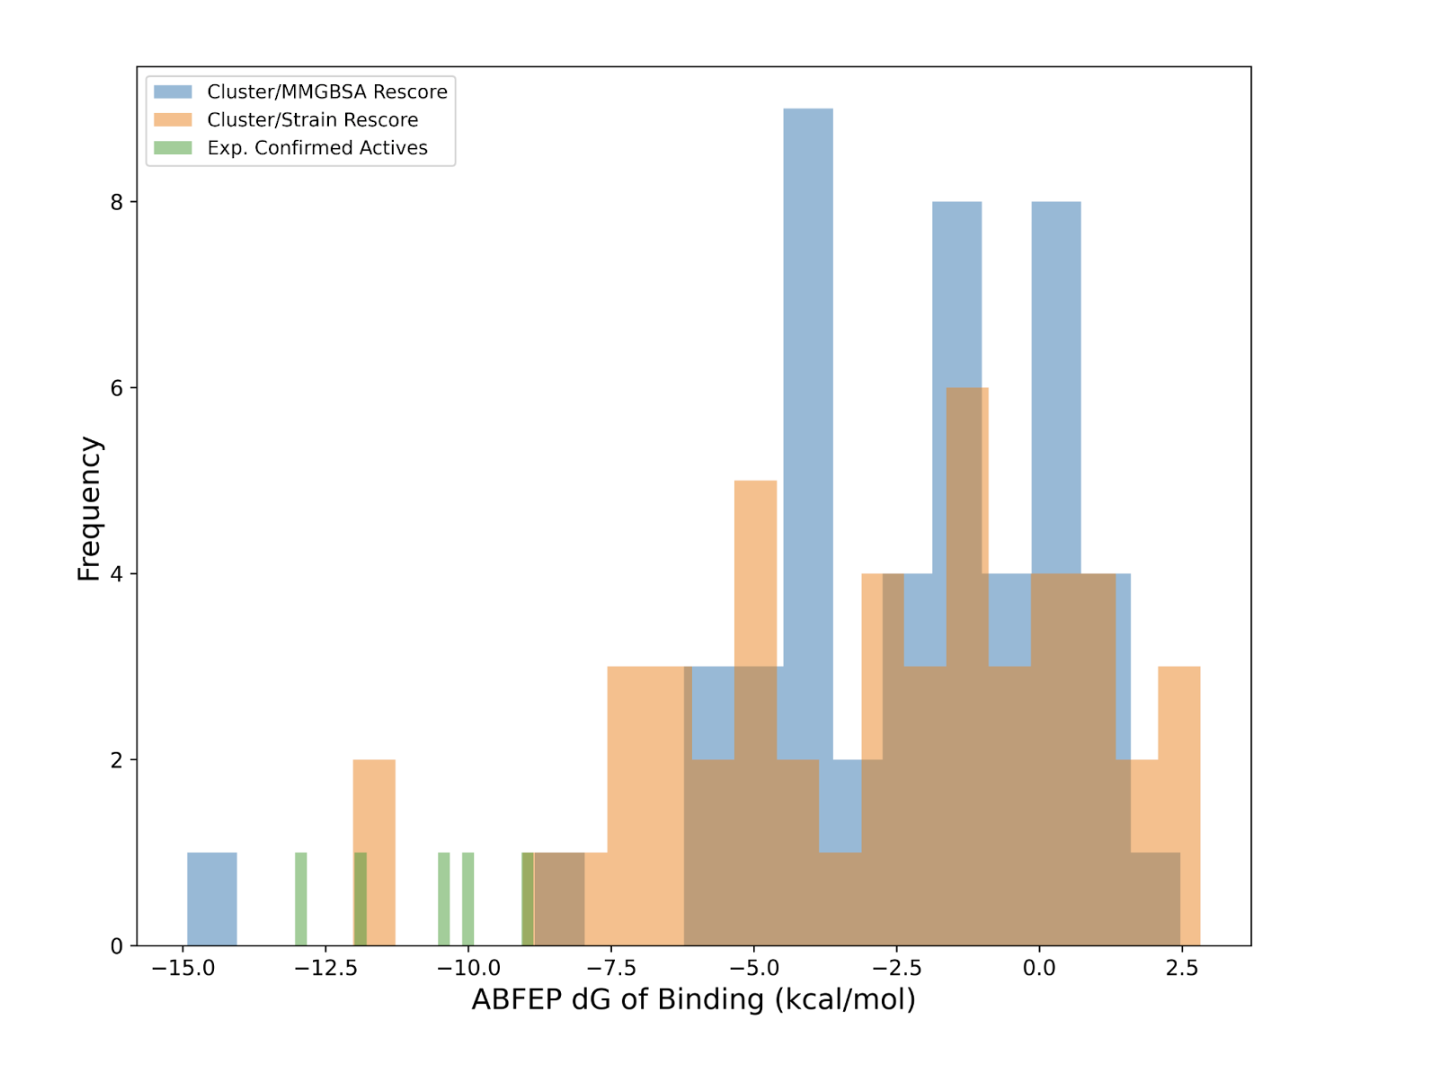 Cluster/MMGBSA Rescore
Cluster/Strain Rescore
Exp. Confirmed Actives
8
6
4
2
0
Frequency
−15.0 −12.5 −10.0 −7.5 −5.0 −2.5 0.0 2.5
ABFEP dG of Binding (kcal/mol)